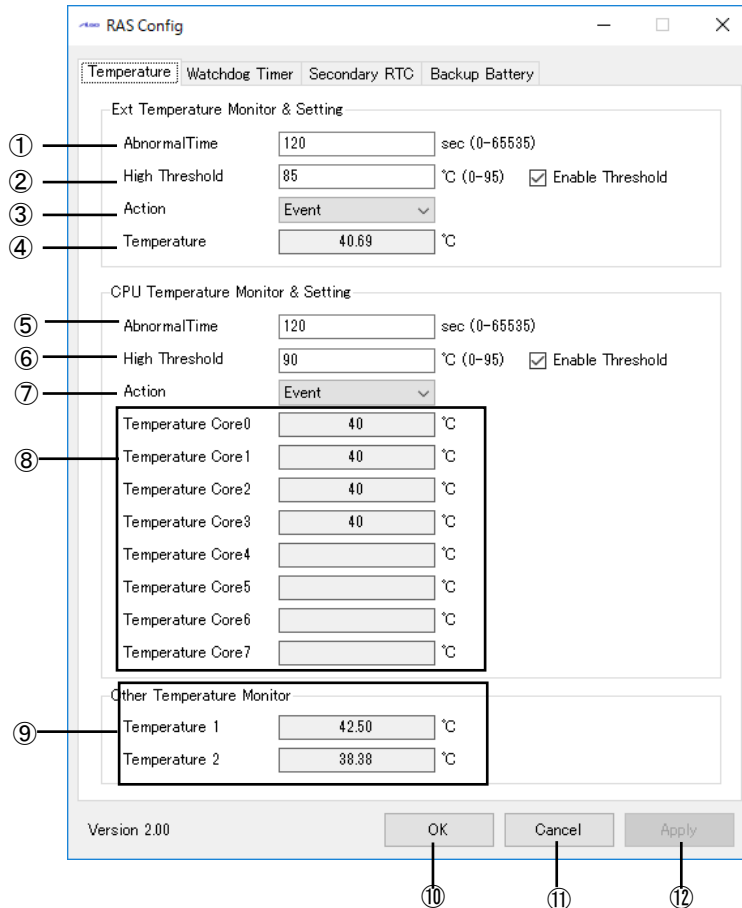 RAS Config
Temperature Watchdog Timer Secondary RTC Backup Battery
Ext Temperature Monitor & Setting
① AbnormalTime 120 sec (0-65535)
② High Threshold 85 °C (0-95) Enable Threshold
③ Action Event
④ Temperature 40.69 °C
CPU Temperature Monitor & Setting
⑤ AbnormalTime 120 sec (0-65535)
⑥ High Threshold 90 °C (0-95) Enable Threshold
⑦ Action Event
Temperature Core0 40 °C
⑧ Temperature Core1 40 °C
Temperature Core2 40 °C
Temperature Core3 40 °C
Temperature Core4 °C
Temperature Core5 °C
Temperature Core6 °C
Temperature Core7 °C
Other Temperature Monitor
⑨ Temperature 1 42.50 °C
Temperature 2 38.38 °C
Version 2.00 OK Cancel Apply
⑩ ⑪ ⑫